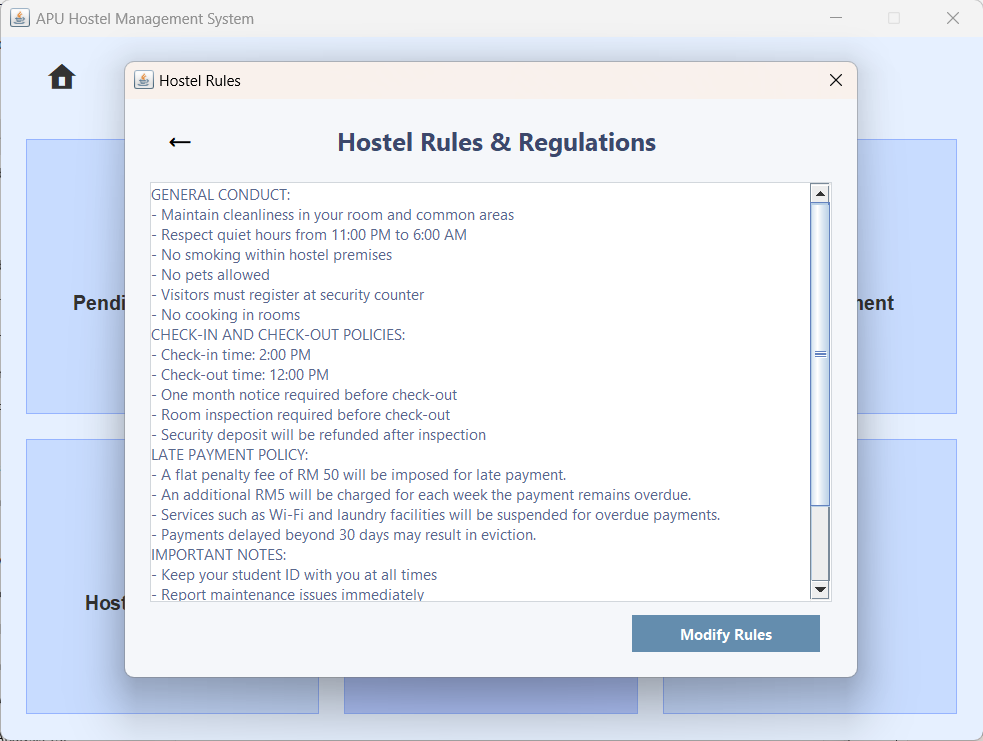 APU Hostel Management System
Hostel Rules
Hostel Rules & Regulations
GENERAL CONDUCT:
- Maintain cleanliness in your room and common areas
- Respect quiet hours from 11:00 PM to 6:00 AM
- No smoking within hostel premises
- No pets allowed
- Visitors must register at security counter
- No cooking in rooms
CHECK-IN AND CHECK-OUT POLICIES:
- Check-in time: 2:00 PM
- Check-out time: 12:00 PM
- One month notice required before check-out
- Room inspection required before check-out
- Security deposit will be refunded after inspection
LATE PAYMENT POLICY:
- A flat penalty fee of RM 50 will be imposed for late payment.
- An additional RM5 will be charged for each week the payment remains overdue.
- Services such as Wi-Fi and laundry facilities will be suspended for overdue payments.
- Payments delayed beyond 30 days may result in eviction.
IMPORTANT NOTES:
- Keep your student ID with you at all times
- Report maintenance issues immediately
Modify Rules